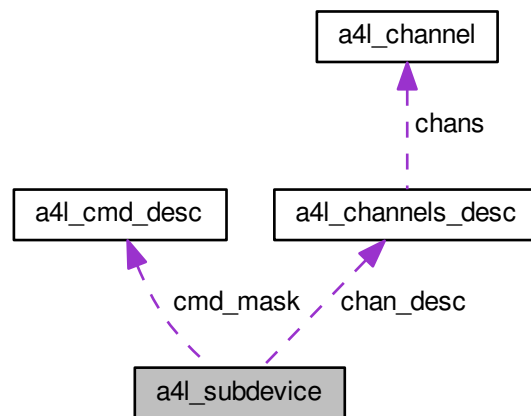 a4l_channel
chans
a4l_cmd_desc
a4l_channels_desc
cmd_mask
chan_desc
a4l_subdevice